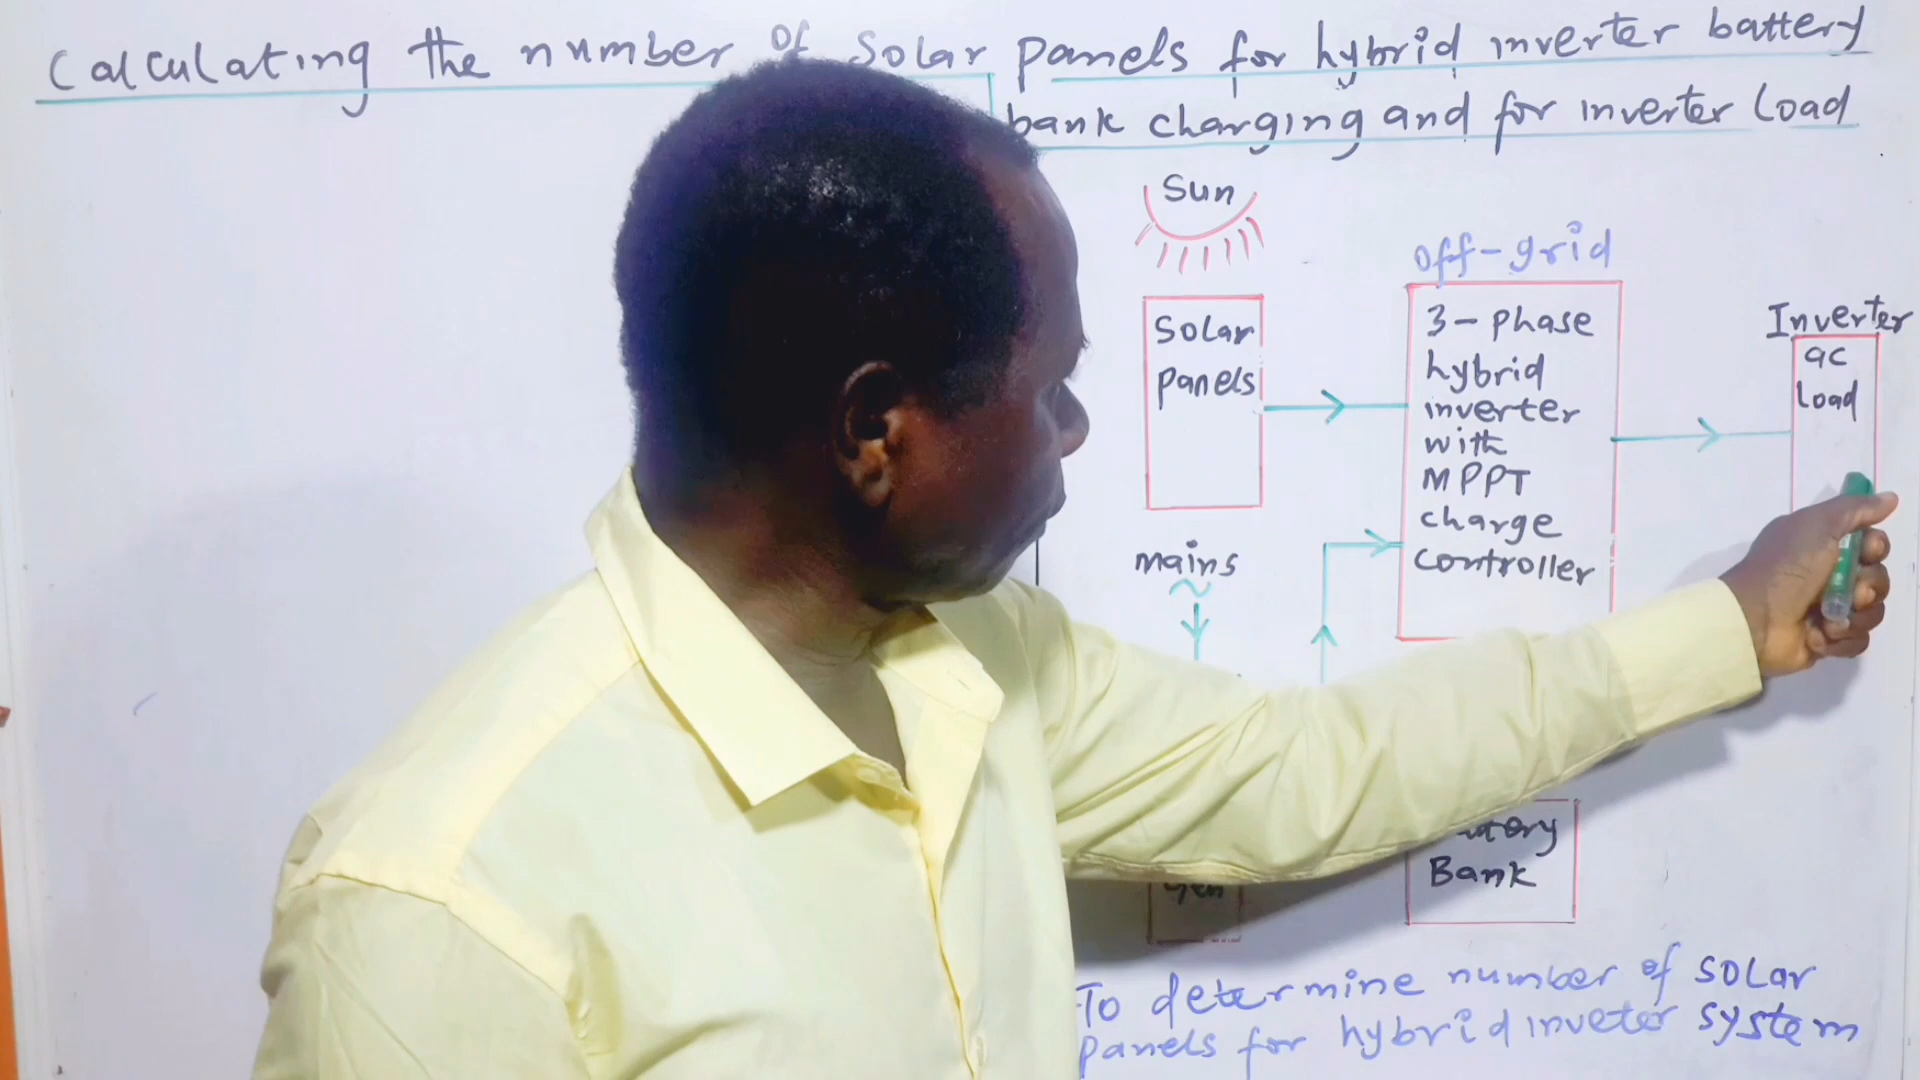 Calculating the number of Solar panels for hybrid inverter battery
bank charging and for inverter Load
Sun
Off-grid
Solar
panels
3-phase
hybrid
inverter
with
MPPT
charge
controller
Inverter
ac
Load
mains
~
Bank
Gen
To determine number of solar
panels for hybrid inveter system